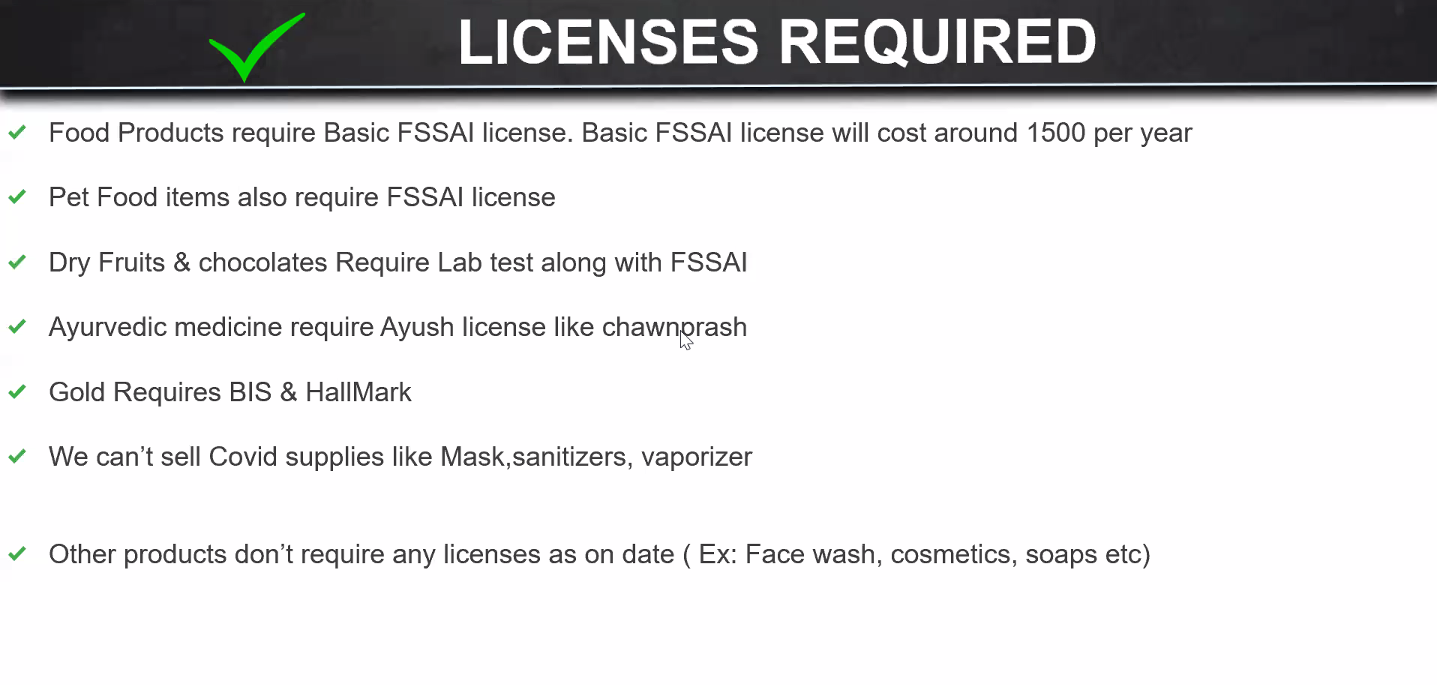 LICENSES REQUIRED
Food Products require Basic FSSAI license. Basic FSSAI license will cost around 1500 per year
Pet Food items also require FSSAI license
Dry Fruits & chocolates Require Lab test along with FSSAI
Ayurvedic medicine require Ayush license like chawnprash
Gold Requires BIS & HallMark
We can’t sell Covid supplies like Mask,sanitizers, vaporizer
Other products don’t require any licenses as on date ( Ex: Face wash, cosmetics, soaps etc)